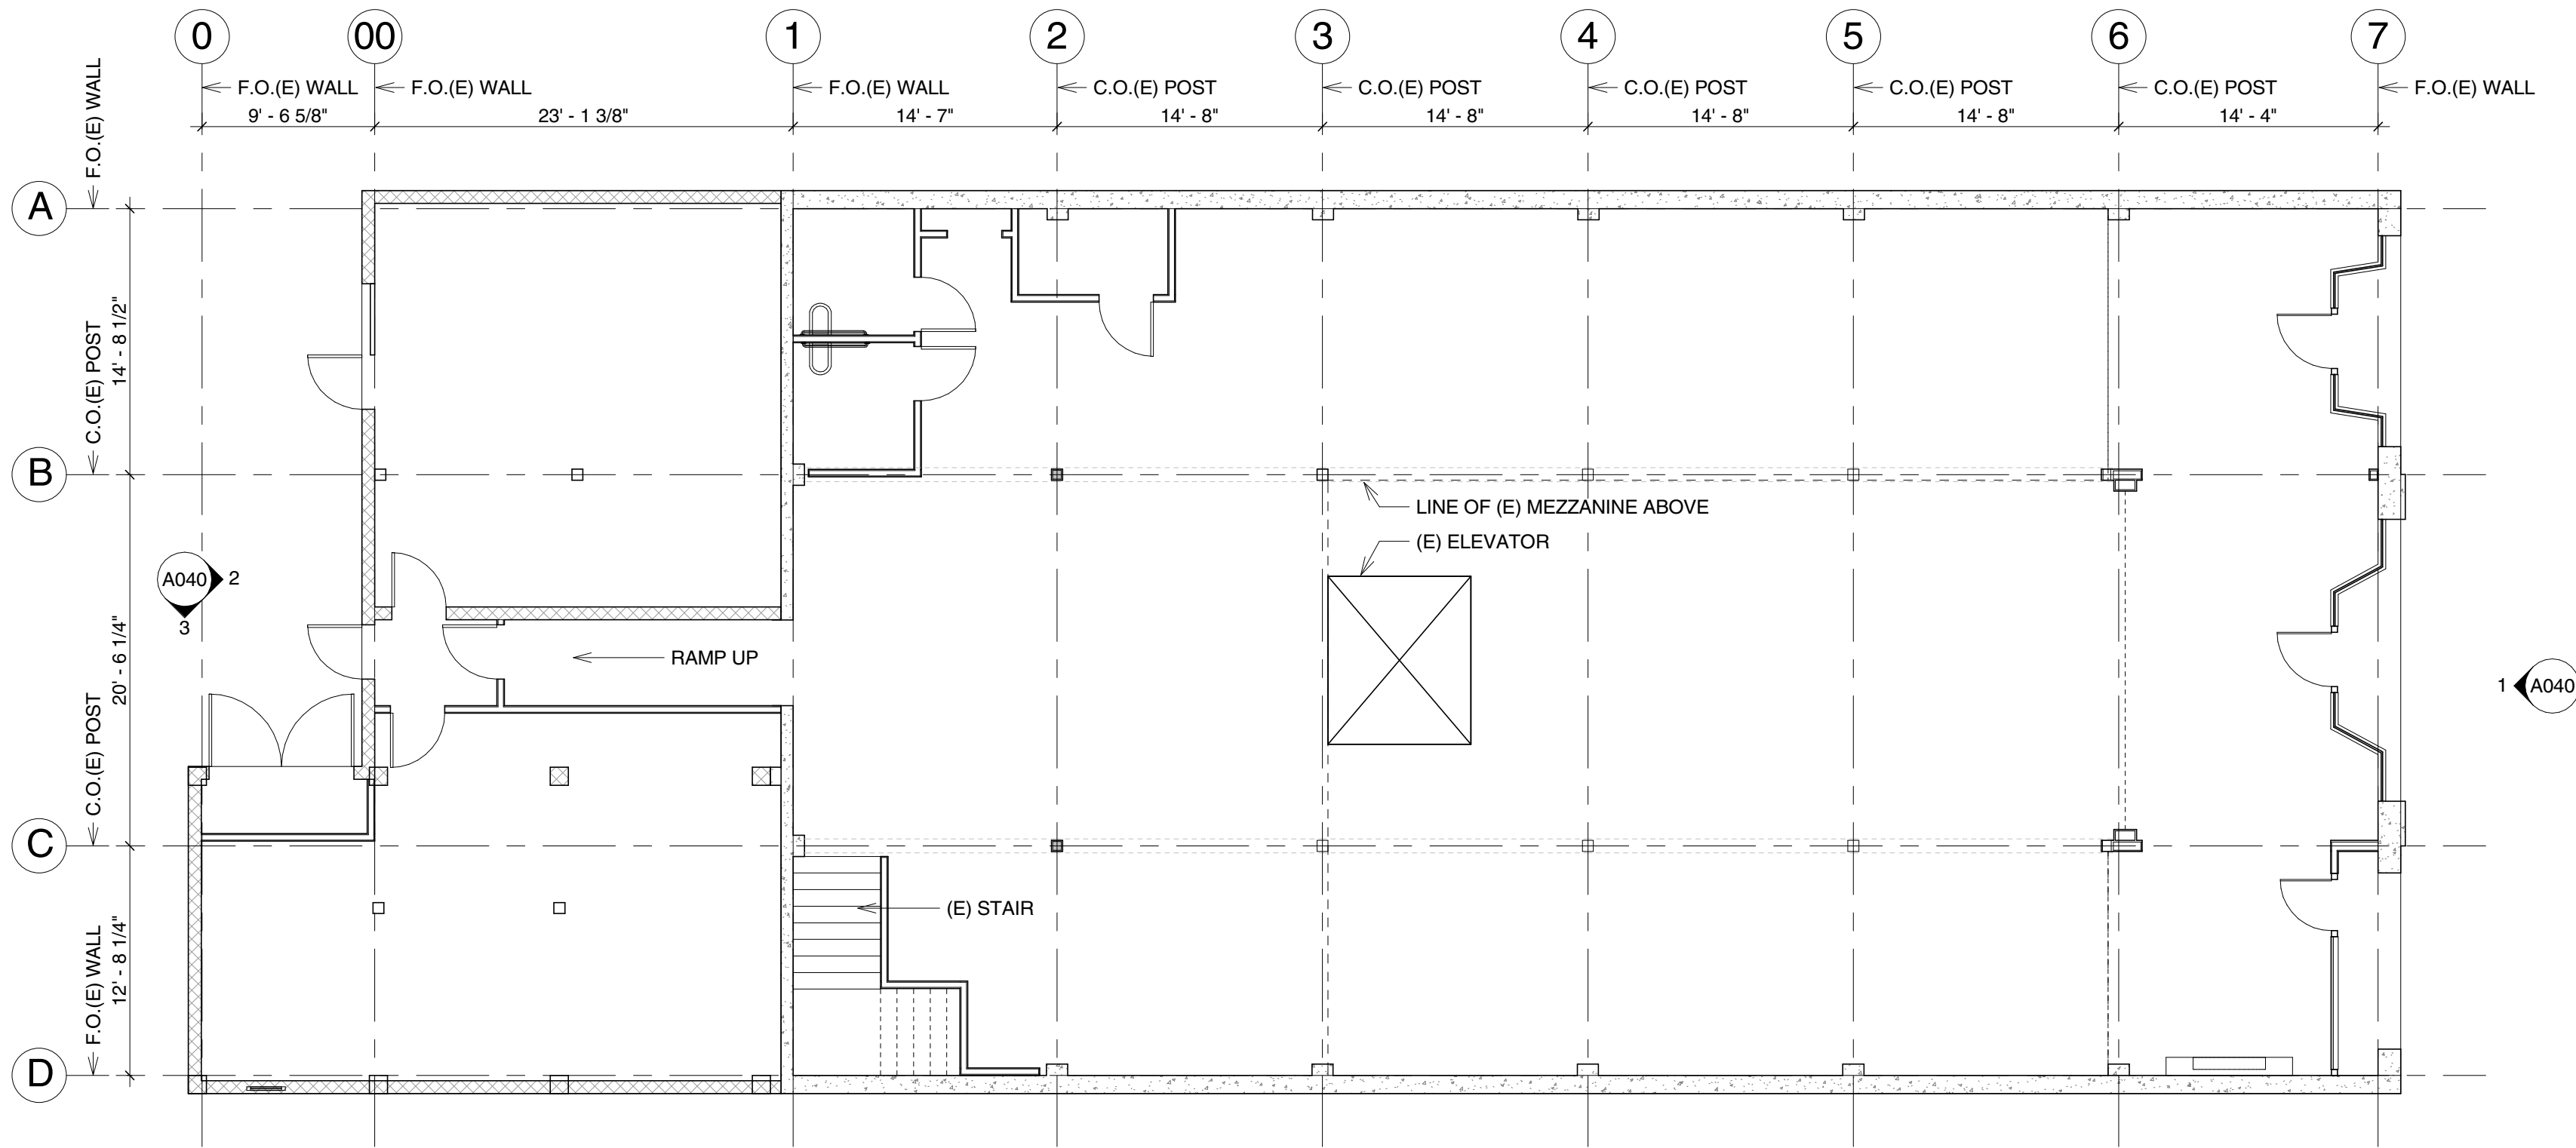 0 00 1 2 3 4 5 6 7
F.O.(E) WALL F.O.(E) WALL F.O.(E) WALL C.O.(E) POST C.O.(E) POST C.O.(E) POST C.O.(E) POST C.O.(E) POST F.O.(E) WALL
9' - 6 5/8" 23' - 1 3/8" 14' - 7" 14' - 8" 14' - 8" 14' - 8" 14' - 8" 14' - 4"
F.O.(E) WALL
A
14' - 8 1/2"
C.O.(E) POST
B
LINE OF (E) MEZZANINE ABOVE
(E) ELEVATOR
A040 2
3
20' - 6 1/4"
RAMP UP
1 A040
C.O.(E) POST
C
(E) STAIR
12' - 8 1/4"
F.O.(E) WALL
D